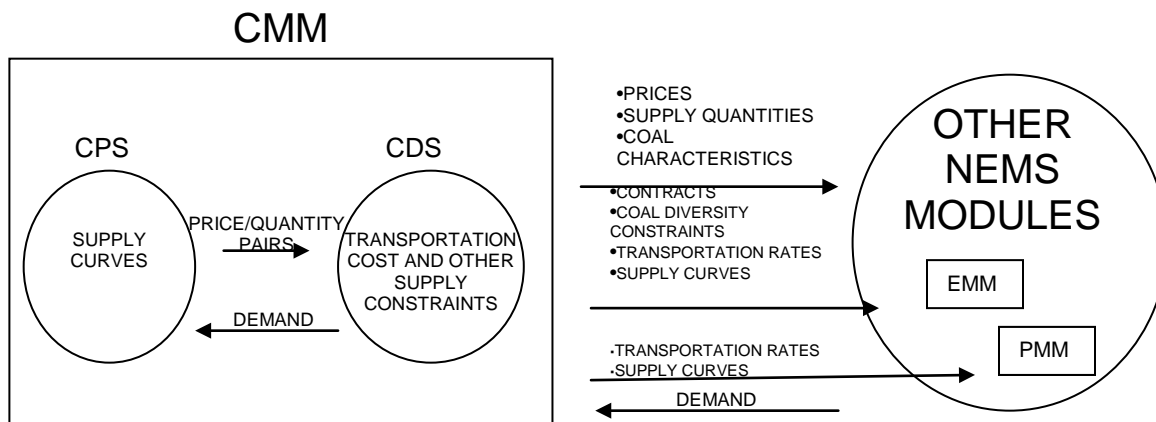 CMM
CPS
SUPPLY
CURVES
PRICE/QUANTITY
PAIRS
DEMAND
CDS
TRANSPORTATION
COST AND OTHER
SUPPLY
CONSTRAINTS
•PRICES
•SUPPLY QUANTITIES
•COAL
CHARACTERISTICS
•CONTRACTS
•COAL DIVERSITY
CONSTRAINTS
•TRANSPORTATION RATES
•SUPPLY CURVES
•TRANSPORTATION RATES
•SUPPLY CURVES
DEMAND
OTHER
NEMS
MODULES
EMM
PMM